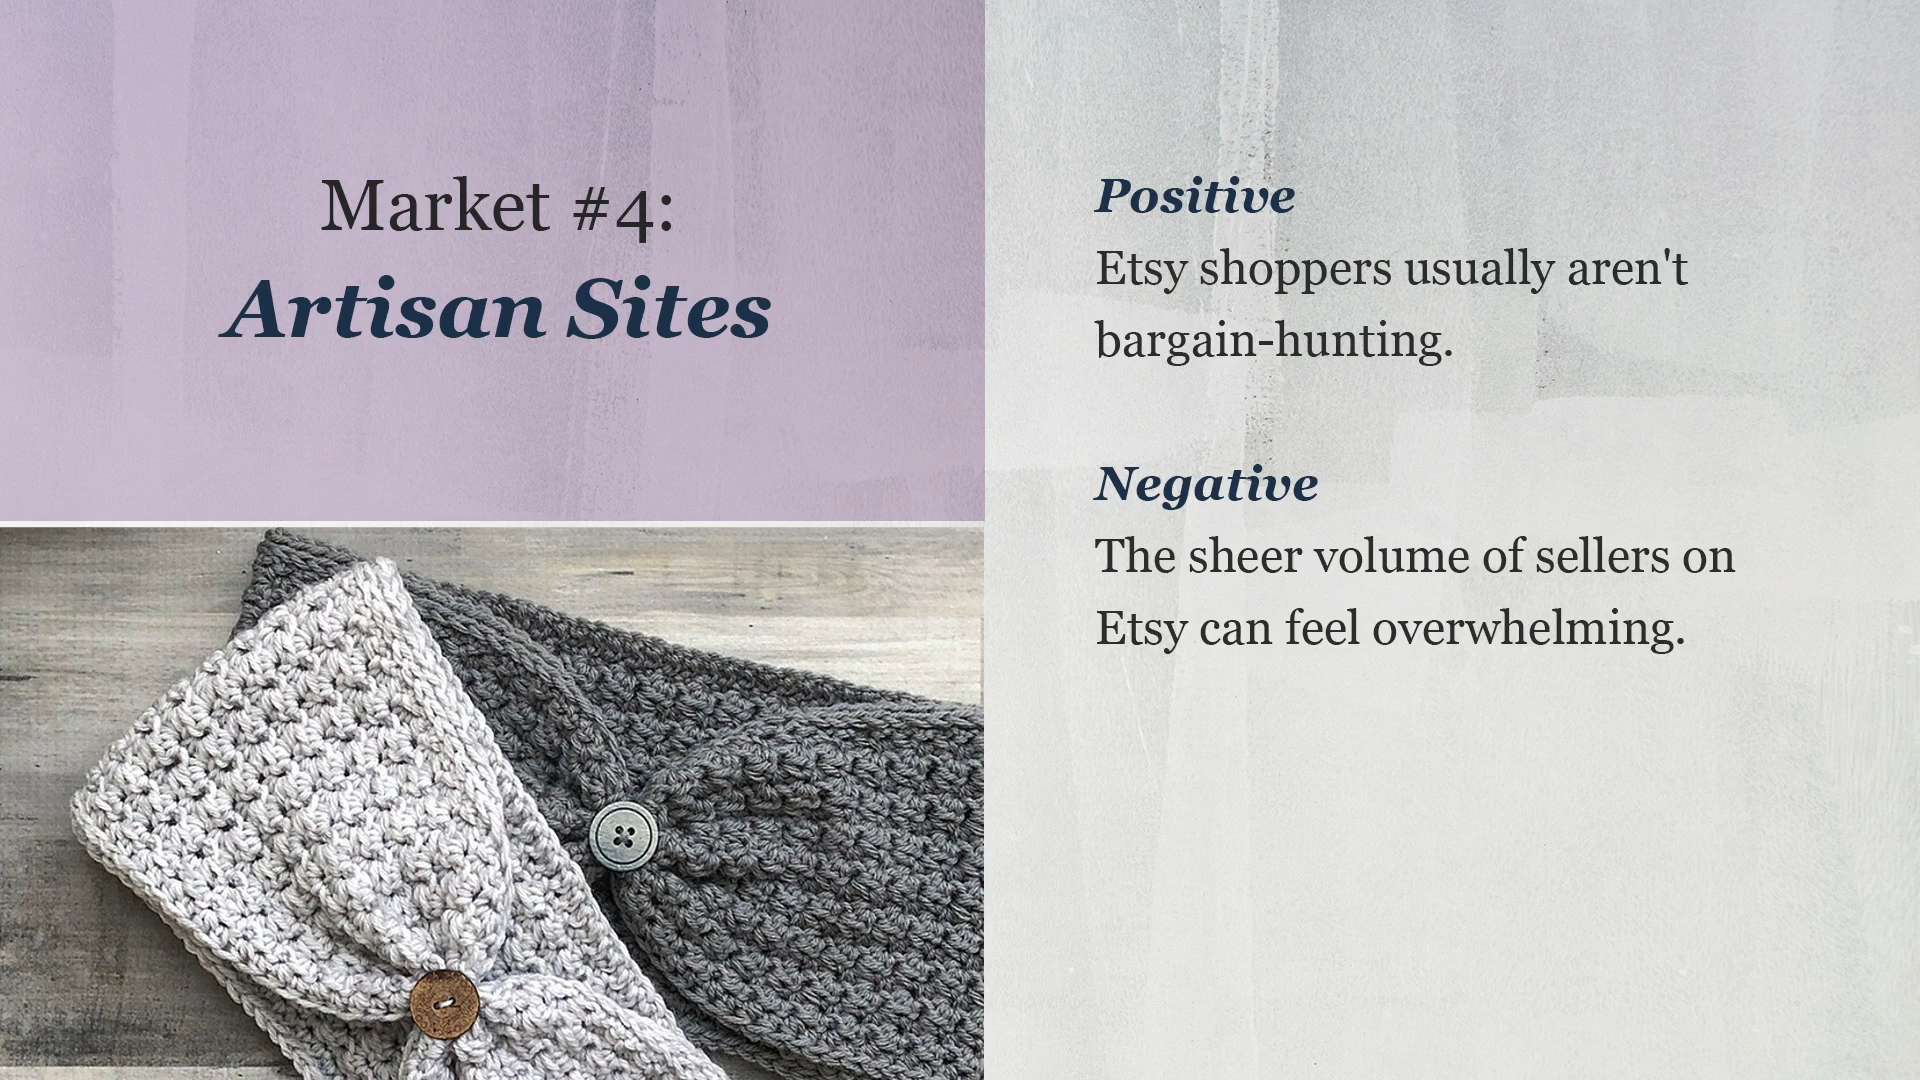 Market #4:
Artisan Sites
Positive
Etsy shoppers usually aren't
bargain-hunting.
Negative
The sheer volume of sellers on
Etsy can feel overwhelming.